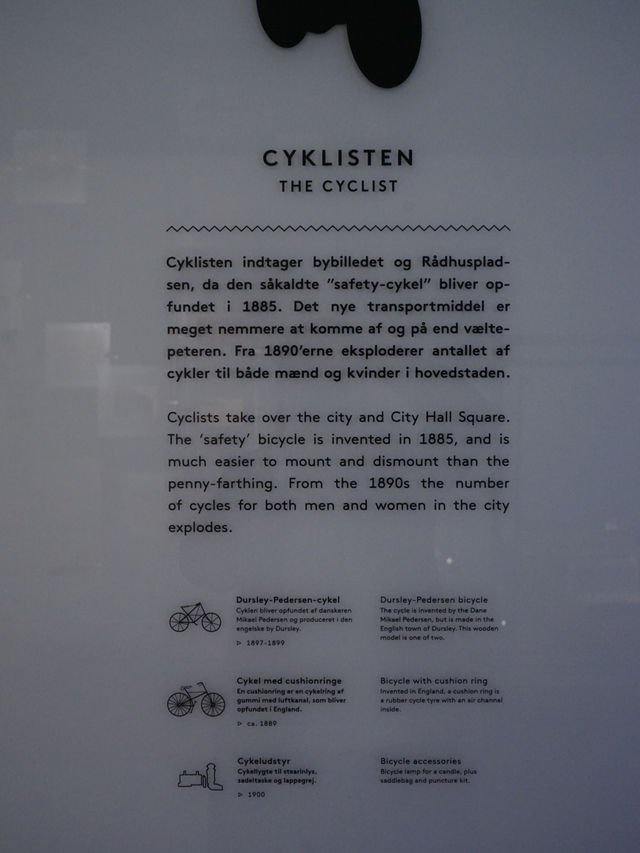 CYKLISTEN
THE CYCLIST
Cyklisten indtager bybilledet og Rådhusplad-
sen, da den såkaldte "safety-cykel" bliver op-
fundet i 1885. Det nye transportmiddel er
meget nemmere at komme af og på end vælte-
peteren. Fra 1890'erne eksploderer antallet af
cykler til både mænd og kvinder i hovedstaden.
Cyclists take over the city and City Hall Square.
The 'safety' bicycle is invented in 1885, and is
much easier to mount and dismount than the
penny-farthing. From the 1890s the number
of cycles for both men and women in the city
explodes.
Dursley-Pedersen-cykel
Cyklen bliver opfundet af danskeren
Mikael Pedersen og produceret i den
engelske by Dursley.
▷ 1897-1899
Dursley-Pedersen bicycle
The cycle is invented by the Dane
Mikael Pedersen, but is made in the
English town of Dursley. This wooden
model is one of two.
Cykel med cushionringe
En cushionring er en cykelring af
gummi med luftkanal, som bliver
opfundet i England.
▷ ca. 1889
Bicycle with cushion ring
Invented in England, a cushion ring is
a rubber cycle tyre with an air channel
inside.
Cykeludstyr
Cykellygte til stearinlys,
sadeltaske og lappegrej.
▷ 1900
Bicycle accessories
Bicycle lamp for a candle, plus
saddlebag and puncture kit.